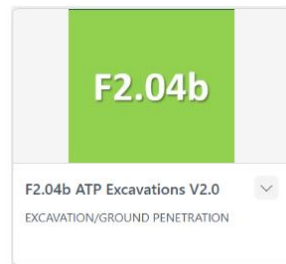 F2.04b
F2.04b ATP Excavations V2.0
EXCAVATION/GROUND PENETRATION